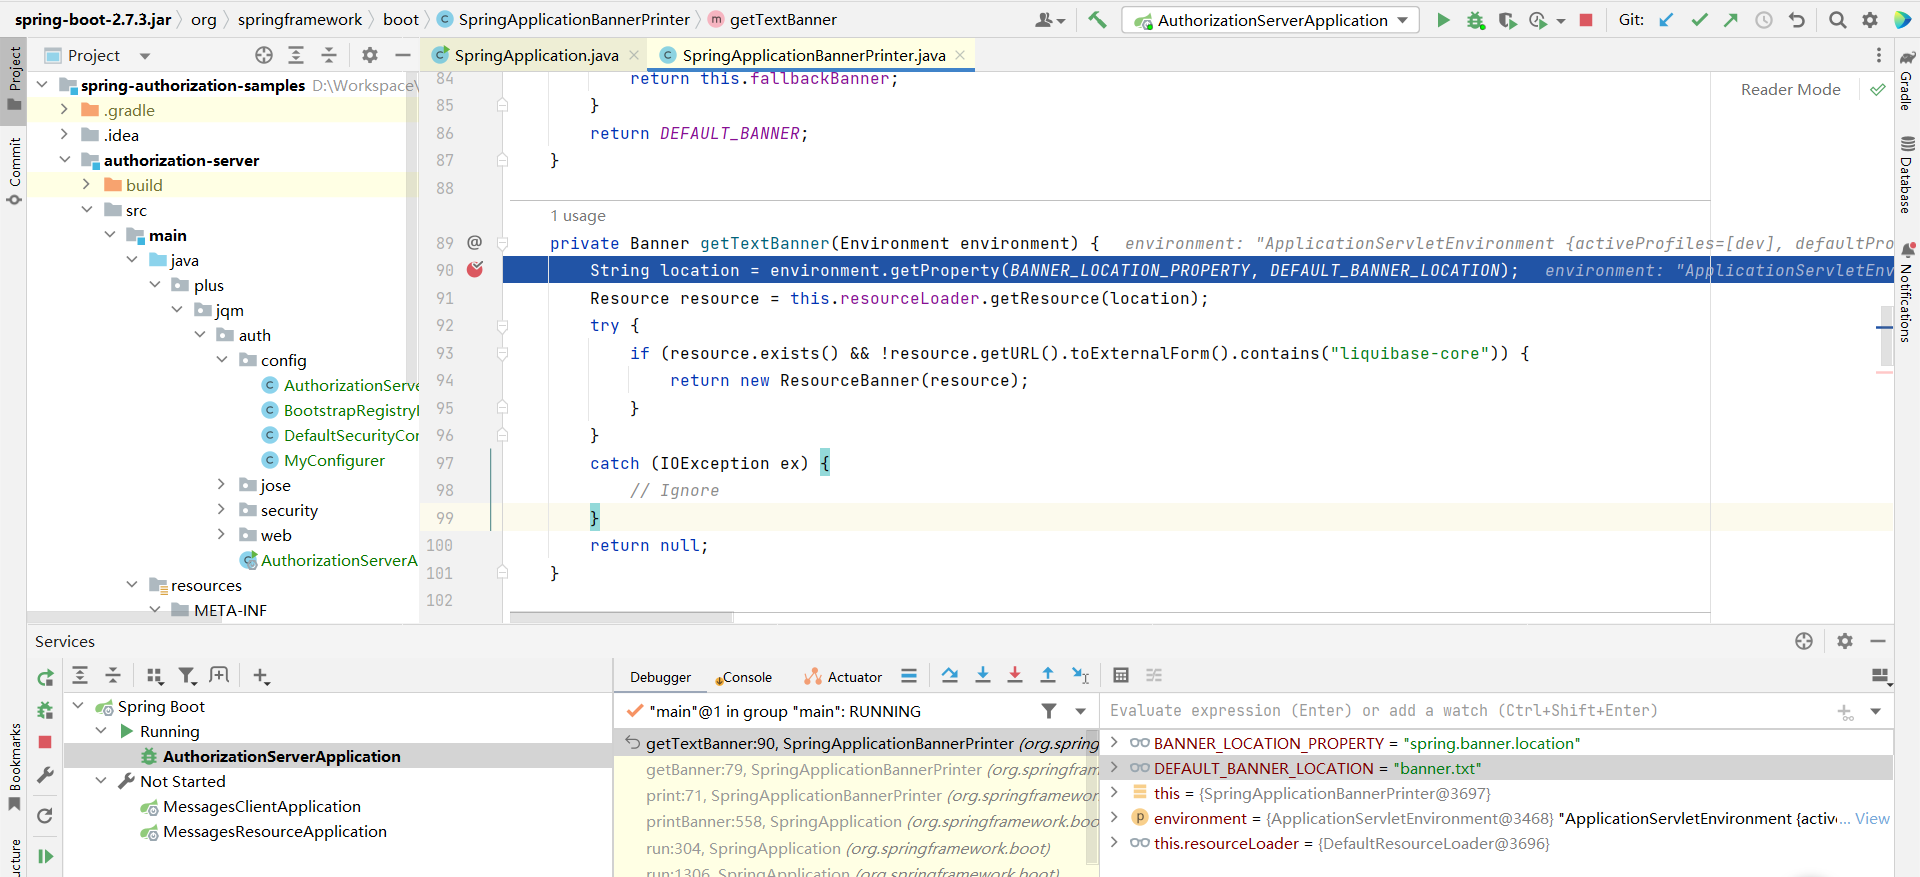 spring-boot-2.7.3.jar org springframework boot SpringApplicationBannerPrinter getTextBanner AuthorizationServerApplication Git:
Project
SpringApplication.java SpringApplicationBannerPrinter.java
Project
Commit
Bookmarks
ucture
Gradle
Database
Notifications
spring-authorization-samples D:\Workspace\
.gradle
.idea
authorization-server
build
src
main
java
plus
jqm
auth
config
AuthorizationServe
BootstrapRegistryI
DefaultSecurityCor
MyConfigurer
jose
security
web
AuthorizationServerA
resources
META-INF
Reader Mode
84 return this.fallbackBanner;
85 }
86 return DEFAULT_BANNER;
87 }
88
1 usage
89 @ private Banner getTextBanner(Environment environment) { environment: "ApplicationServletEnvironment {activeProfiles=[dev], defaultPro
90 String location = environment.getProperty(BANNER_LOCATION_PROPERTY, DEFAULT_BANNER_LOCATION); environment: "ApplicationServletEnv
91 Resource resource = this.resourceLoader.getResource(location);
92 try {
93 if (resource.exists() && !resource.getURL().toExternalForm().contains("liquibase-core")) {
94 return new ResourceBanner(resource);
95 }
96 }
97 catch (IOException ex) {
98 // Ignore
99 }
100 return null;
101 }
102
Services
Spring Boot
Running
AuthorizationServerApplication
Not Started
MessagesClientApplication
MessagesResourceApplication
Debugger Console Actuator
"main"@1 in group "main": RUNNING
getTextBanner:90, SpringApplicationBannerPrinter (org.spring
getBanner:79, SpringApplicationBannerPrinter (org.springfram
print:71, SpringApplicationBannerPrinter (org.springframewor
printBanner:558, SpringApplication (org.springframework.boo
run:304, SpringApplication (org.springframework.boot)
run:1306, SpringApplication (org.springframework.boot)
Evaluate expression (Enter) or add a watch (Ctrl+Shift+Enter)
BANNER_LOCATION_PROPERTY = "spring.banner.location"
DEFAULT_BANNER_LOCATION = "banner.txt"
this = {SpringApplicationBannerPrinter@3697}
environment = {ApplicationServletEnvironment@3468} "ApplicationServletEnvironment {activ... View
this.resourceLoader = {DefaultResourceLoader@3696}